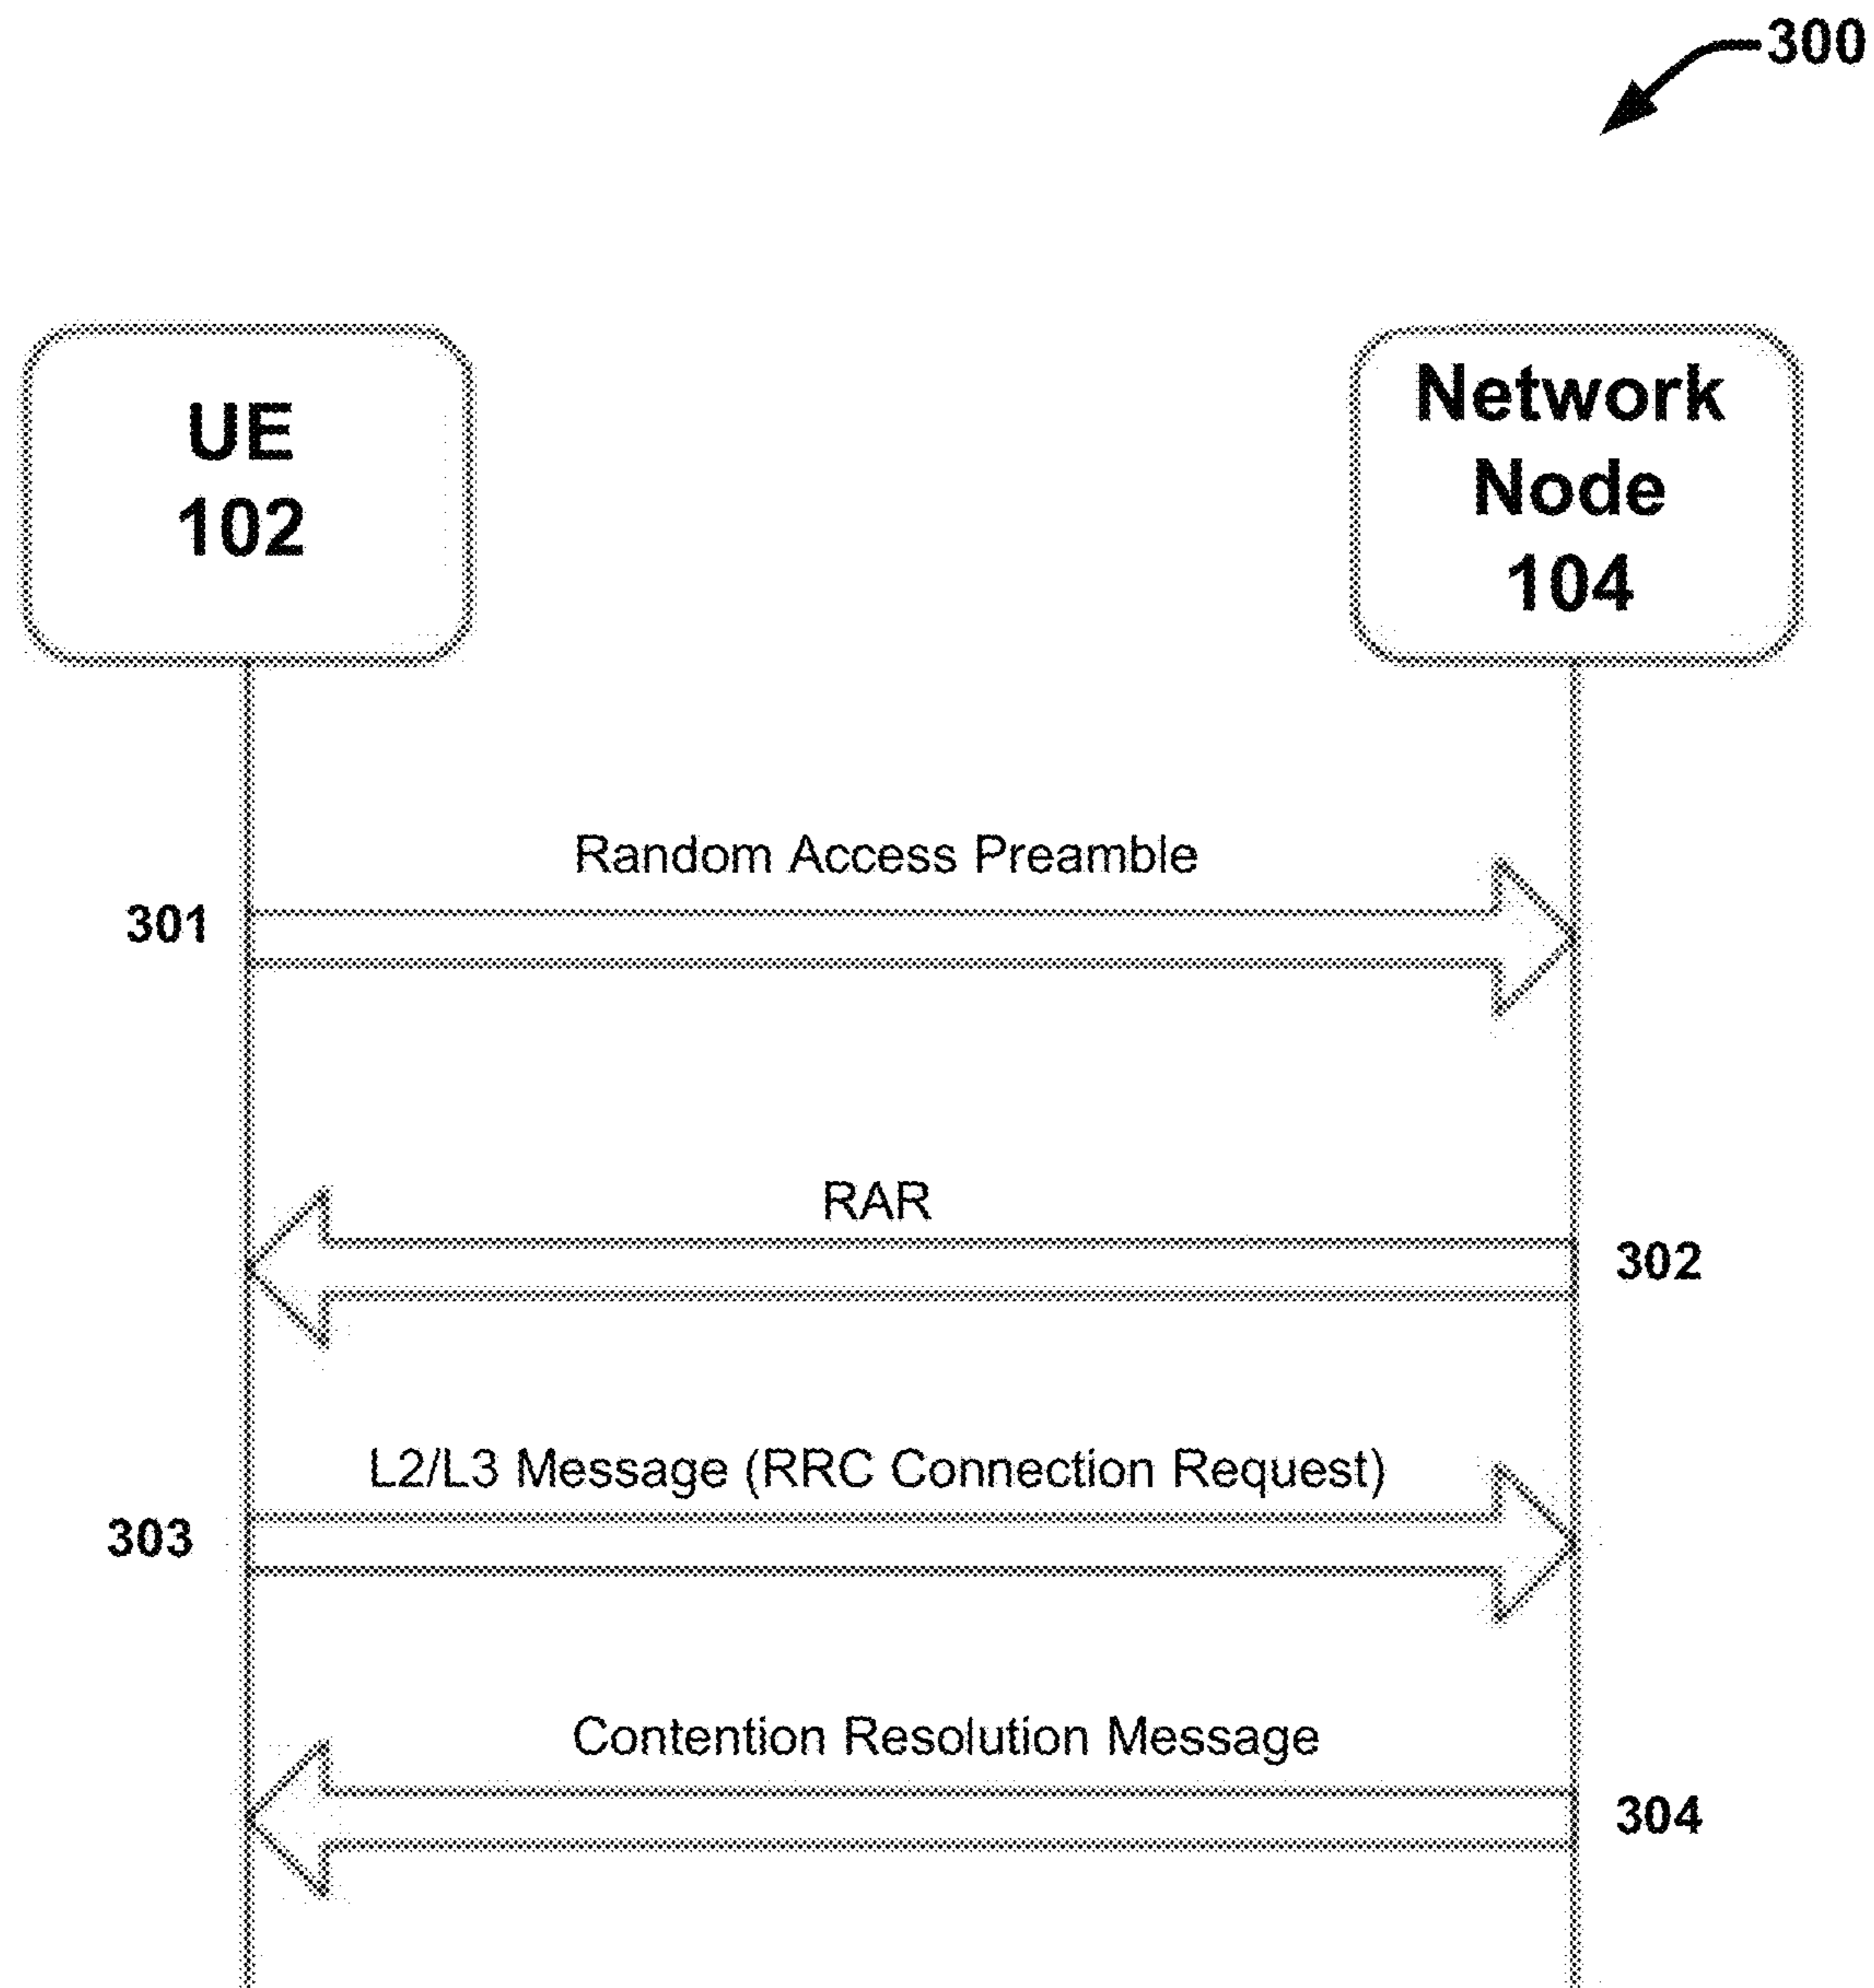 300
UE
102
Network
Node
104
Random Access Preamble
301
RAR
302
L2/L3 Message (RRC Connection Request)
303
Contention Resolution Message
304